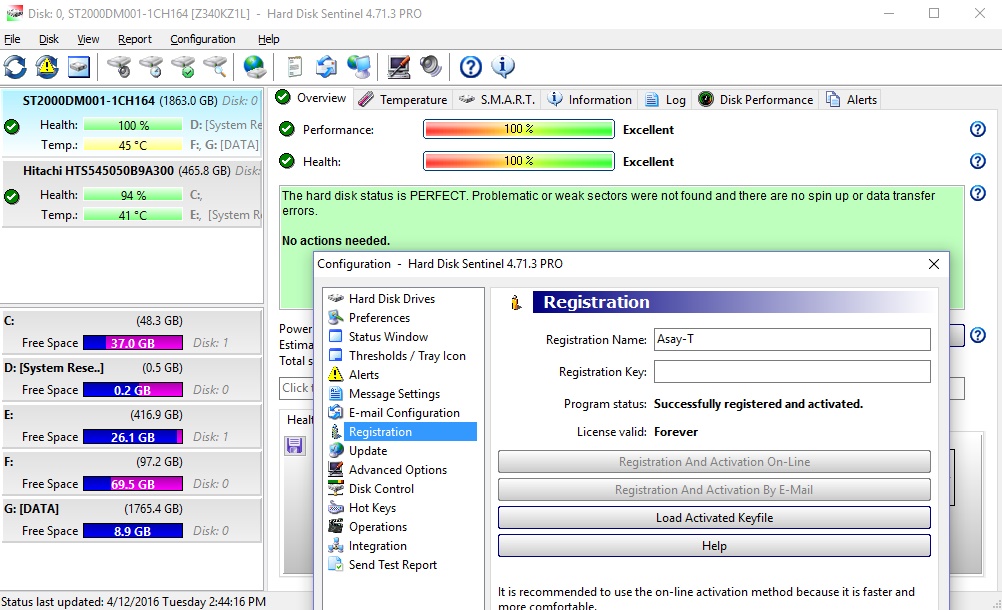 Disk: 0, ST2000DM001-1CH164 [Z340KZ1L] - Hard Disk Sentinel 4.71.3 PRO
File Disk View Report Configuration Help
ST2000DM001-1CH164 (1863.0 GB) Disk: 0
Health: 100 % D: [System Re
Temp.: 45 °C F:, G: [DATA]
Hitachi HTS545050B9A300 (465.8 GB) Disk:
Health: 94 % C:,
Temp.: 41 °C E:, [System R
C: (48.3 GB)
Free Space 37.0 GB Disk: 1
D: [System Rese..] (0.5 GB)
Free Space 0.2 GB Disk: 0
E: (416.9 GB)
Free Space 26.1 GB Disk: 1
F: (97.2 GB)
Free Space 69.5 GB Disk: 0
G: [DATA] (1765.4 GB)
Free Space 8.9 GB Disk: 0
Overview Temperature S.M.A.R.T. Information Log Disk Performance Alerts
Performance: 100 % Excellent
Health: 100 % Excellent
The hard disk status is PERFECT. Problematic or weak sectors were not found and there are no spin up or data transfer
errors.
No actions needed.
Power
Estima
Total s
Click t
Healt
Configuration - Hard Disk Sentinel 4.71.3 PRO
Hard Disk Drives
Preferences
Status Window
Thresholds / Tray Icon
Alerts
Message Settings
E-mail Configuration
Registration
Update
Advanced Options
Disk Control
Hot Keys
Operations
Integration
Send Test Report
Registration
Registration Name: Asay-T
Registration Key:
Program status: Successfully registered and activated.
License valid: Forever
Registration And Activation On-Line
Registration And Activation By E-Mail
Load Activated Keyfile
Help
It is recommended to use the on-line activation method because it is faster and
more comfortable.
Status last updated: 4/12/2016 Tuesday 2:44:16 PM